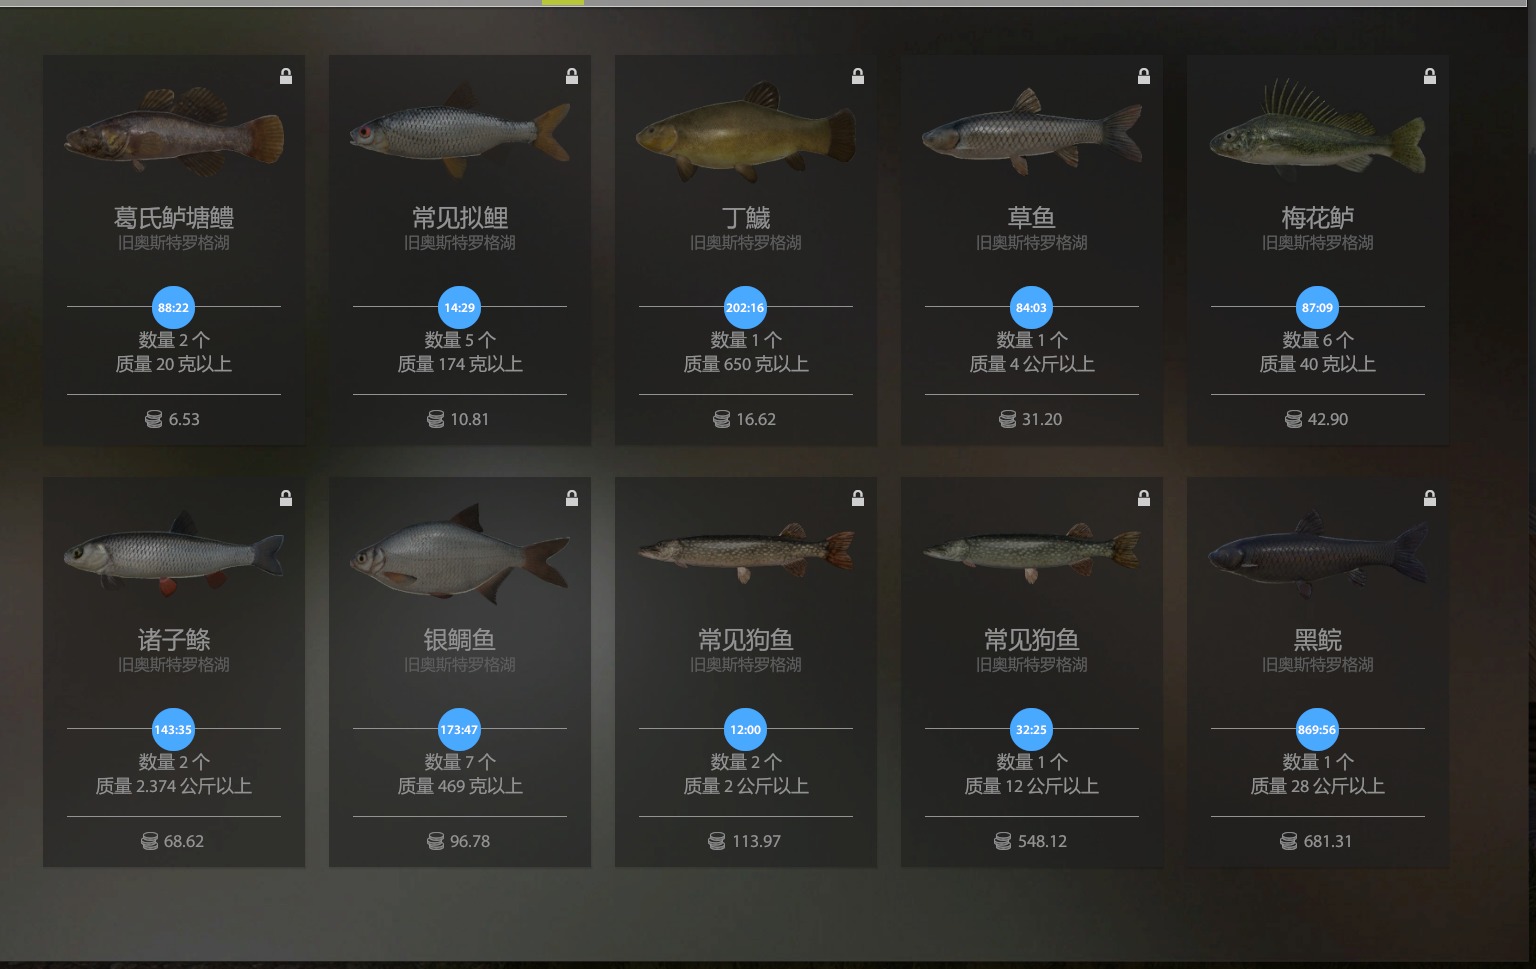 葛氏鲈塘鳢
旧奥斯特罗格湖
88:22
数量 2 个
质量 20 克以上
6.53
常见拟鲤
旧奥斯特罗格湖
14:29
数量 5 个
质量 174 克以上
10.81
丁鱥
旧奥斯特罗格湖
202:16
数量 1 个
质量 650 克以上
16.62
草鱼
旧奥斯特罗格湖
84:03
数量 1 个
质量 4 公斤以上
31.20
梅花鲈
旧奥斯特罗格湖
87:09
数量 6 个
质量 40 克以上
42.90
诸子鲦
旧奥斯特罗格湖
143:35
数量 2 个
质量 2.374 公斤以上
68.62
银鲷鱼
旧奥斯特罗格湖
173:47
数量 7 个
质量 469 克以上
96.78
常见狗鱼
旧奥斯特罗格湖
12:00
数量 2 个
质量 2 公斤以上
113.97
常见狗鱼
旧奥斯特罗格湖
32:25
数量 1 个
质量 12 公斤以上
548.12
黑鲩
旧奥斯特罗格湖
869:56
数量 1 个
质量 28 公斤以上
681.31